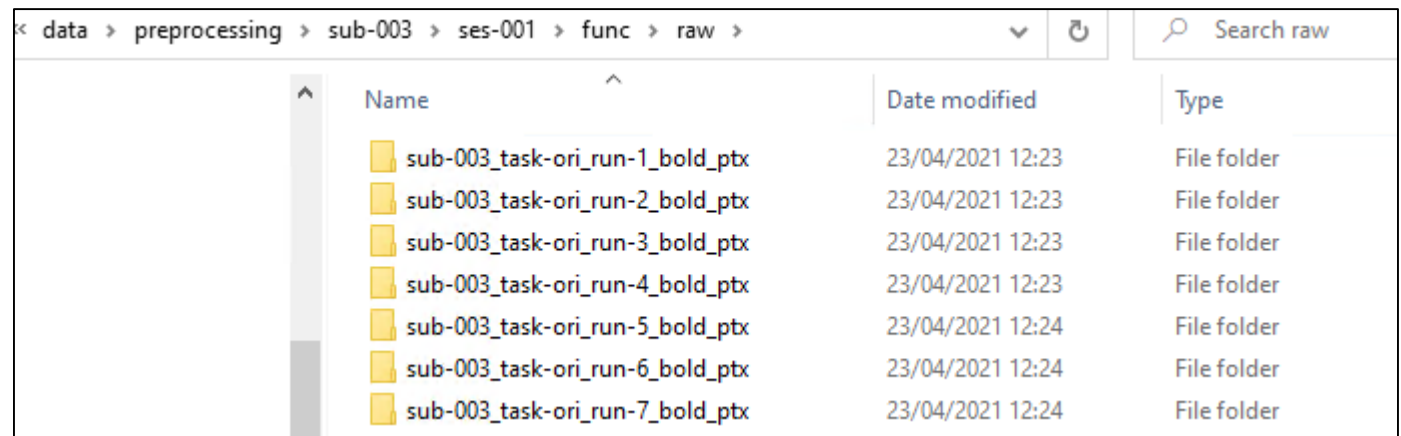 « data > preprocessing > sub-003 > ses-001 > func > raw > Search raw
Name Date modified Type
sub-003_task-ori_run-1_bold_ptx 23/04/2021 12:23 File folder
sub-003_task-ori_run-2_bold_ptx 23/04/2021 12:23 File folder
sub-003_task-ori_run-3_bold_ptx 23/04/2021 12:23 File folder
sub-003_task-ori_run-4_bold_ptx 23/04/2021 12:23 File folder
sub-003_task-ori_run-5_bold_ptx 23/04/2021 12:24 File folder
sub-003_task-ori_run-6_bold_ptx 23/04/2021 12:24 File folder
sub-003_task-ori_run-7_bold_ptx 23/04/2021 12:24 File folder